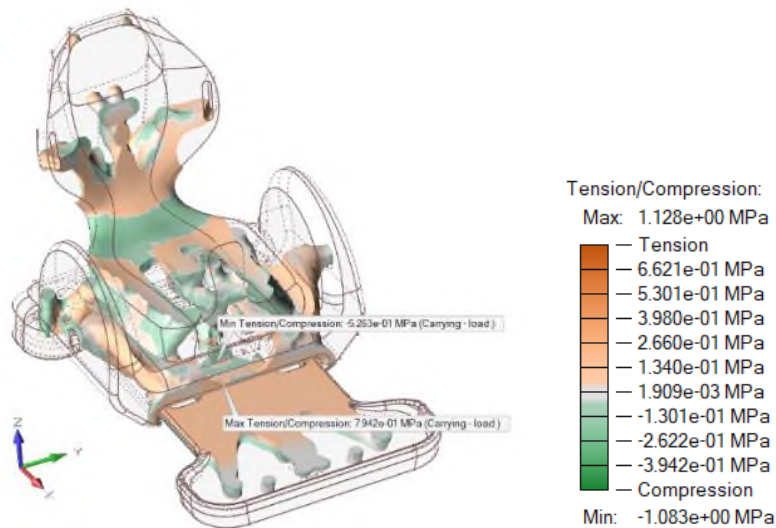 Min Tension/Compression: -5.263e-01 MPa (Carrying - load )
Max Tension/Compression: 7.942e-01 MPa (Carrying - load )
Z
Y
X
Tension/Compression:
Max: 1.128e+00 MPa
Tension
6.621e-01 MPa
5.301e-01 MPa
3.980e-01 MPa
2.660e-01 MPa
1.340e-01 MPa
1.909e-03 MPa
-1.301e-01 MPa
-2.622e-01 MPa
-3.942e-01 MPa
Compression
Min: -1.083e+00 MPa